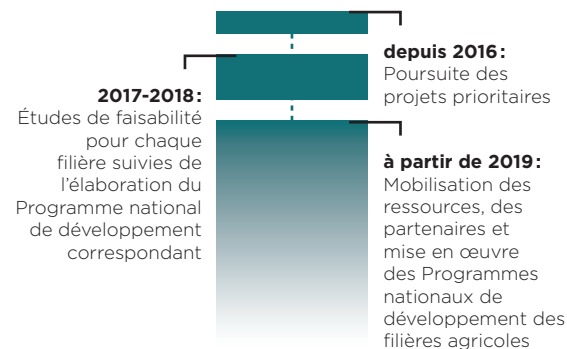 depuis 2016 :
Poursuite des
projets prioritaires
2017-2018 :
Études de faisabilité
pour chaque
filière suivies de
l’élaboration du
Programme national
de développement
correspondant
à partir de 2019 :
Mobilisation des
ressources, des
partenaires et
mise en œuvre
des Programmes
nationaux de
développement des
filières agricoles